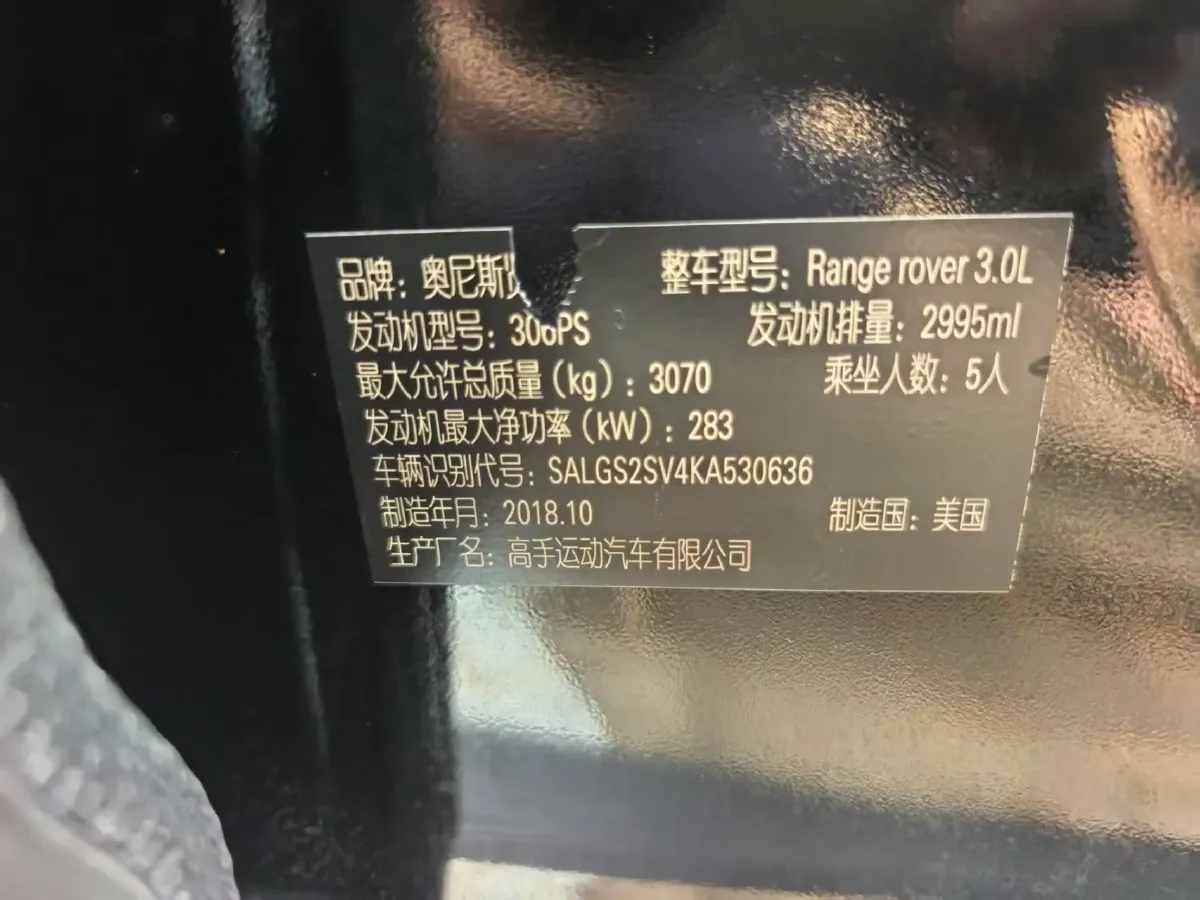 品牌：奥尼斯 整车型号：Range rover 3.0L
发动机型号：306PS 发动机排量：2995ml
最大允许总质量（kg）：3070 乘坐人数：5人
发动机最大净功率（kW）：283
车辆识别代号：SALGS2SV4KA530636
制造年月：2018.10 制造国：美国
生产厂名：高手运动汽车有限公司